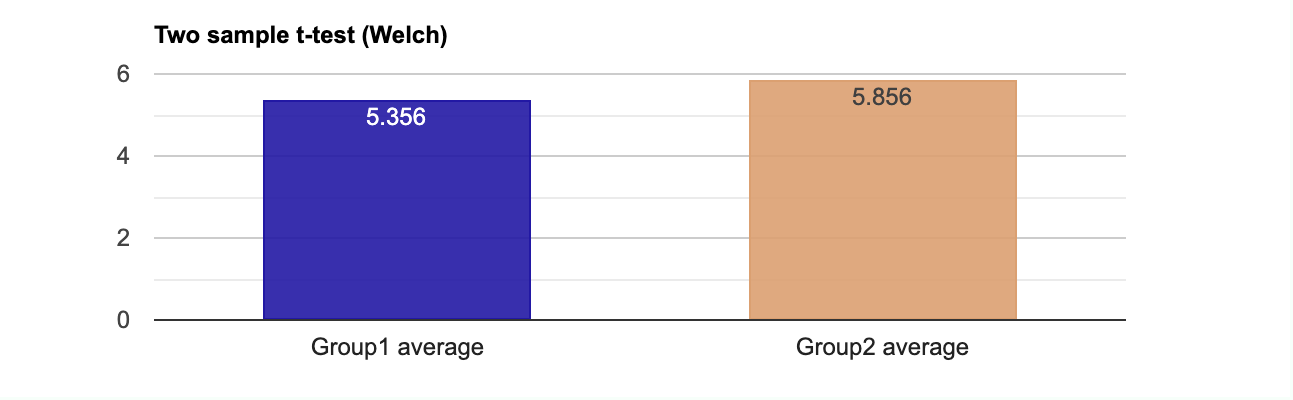 Two sample t-test (Welch)
6
5.356
5.856
4
2
0
Group1 average
Group2 average